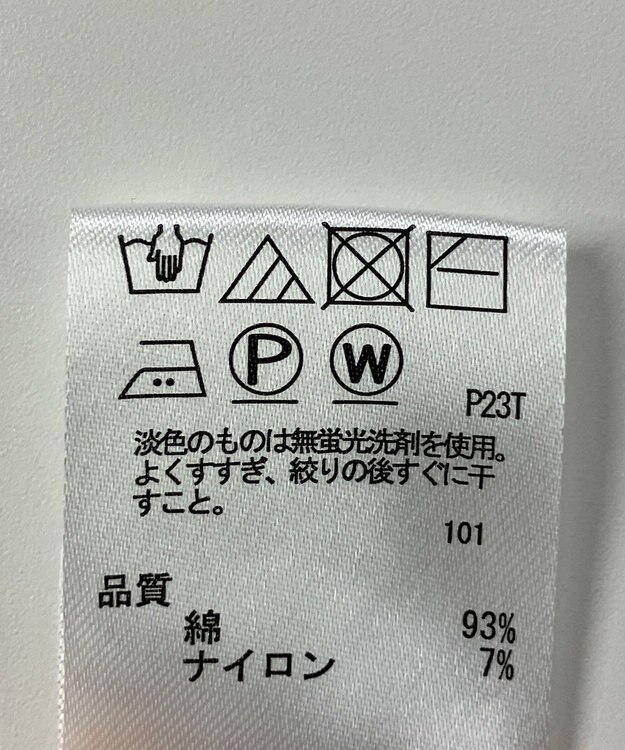 P W
P23T
淡色のものは無蛍光洗剤を使用。
よくすすぎ、絞りの後すぐに干
すこと。
101
品質
綿 93%
ナイロン 7%